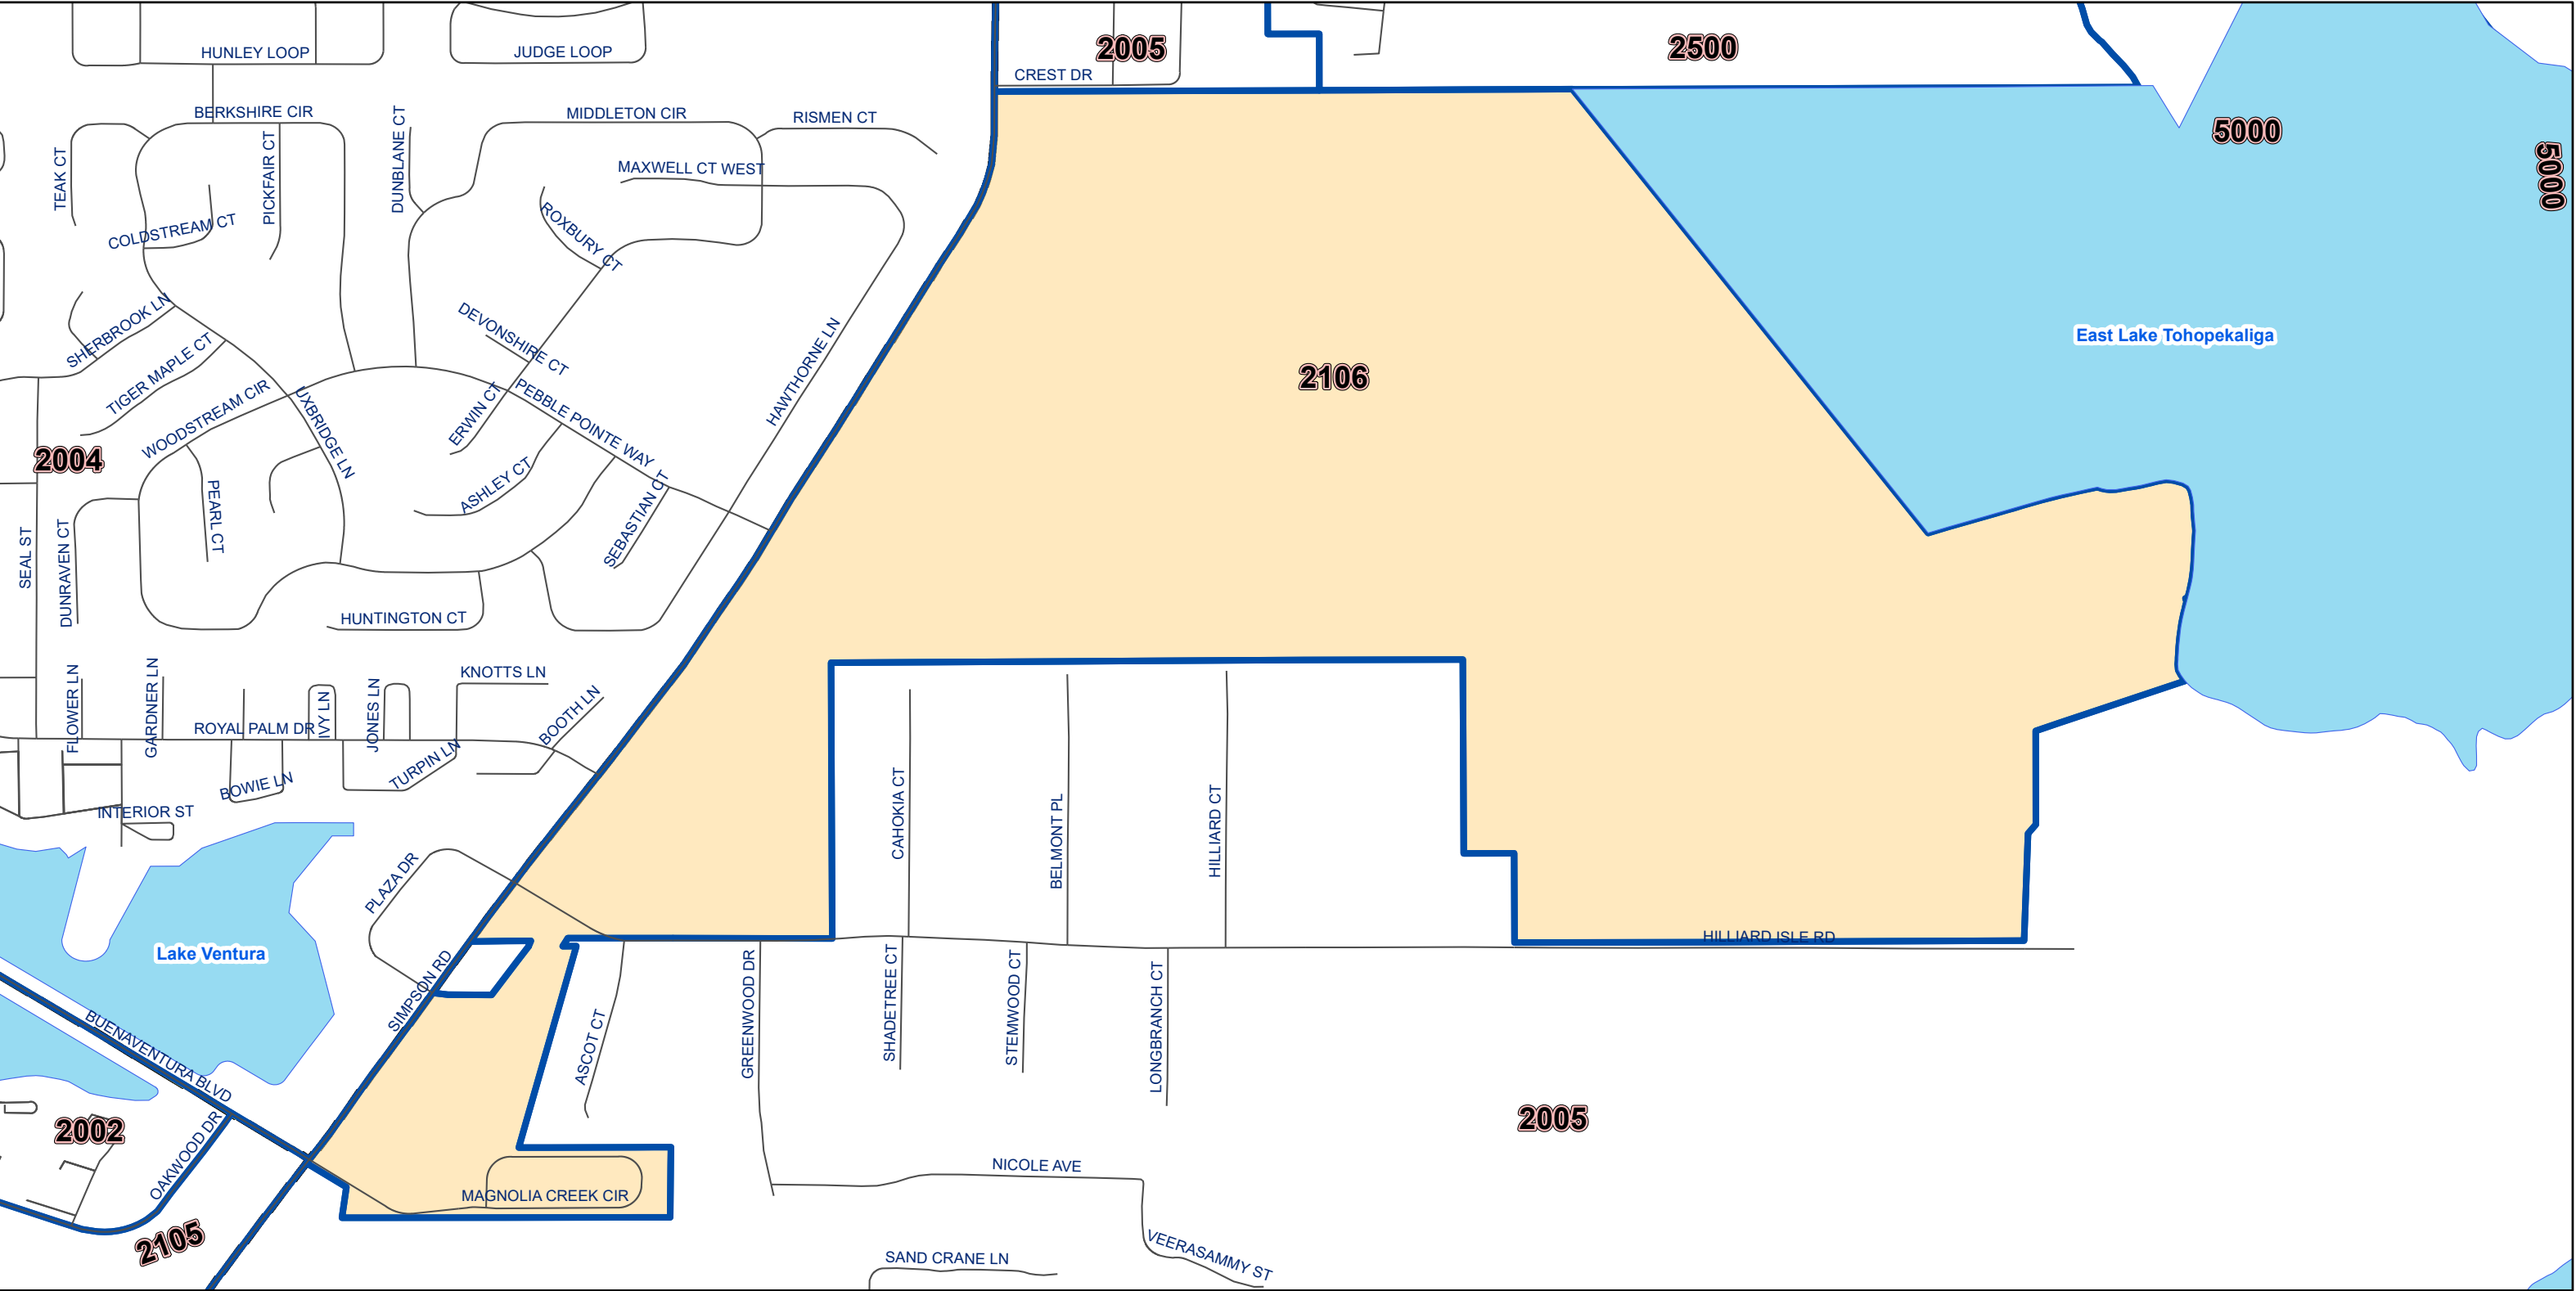 HUNLEY LOOP
JUDGE LOOP
2005
2500
CREST DR
BERKSHIRE CIR
MIDDLETON CIR
RISMEN CT
5000
5000
TEAK CT
PICKFAIR CT
DUNBLANE CT
MAXWELL CT WEST
COLDSTREAM CT
ROXBURY CT
SHERBROOK LN
TIGER MAPLE CT
DEVONSHIRE CT
HAWTHORNE LN
East Lake Tohopekaliga
2106
WOODSTREAM CIR
UXBRIDGE LN
ERWIN CT
PEBBLE POINTE WAY
2004
PEARL CT
ASHLEY CT
SEBASTIAN CT
SEAL ST
DUNRAVEN CT
HUNTINGTON CT
KNOTTS LN
FLOWER LN
GARDNER LN
ROYAL PALM DR
IVY LN
JONES LN
BOOTH LN
TURPIN LN
BOWIE LN
INTERIOR ST
PLAZA DR
CAHOKIA CT
BELMONT PL
HILLIARD CT
HILLIARD ISLE RD
Lake Ventura
SIMPSON RD
BUENAVENTURA BLVD
ASCOT CT
GREENWOOD DR
SHADETREE CT
STEMWOOD CT
LONGBRANCH CT
2002
OAKWOOD DR
2005
NICOLE AVE
MAGNOLIA CREEK CIR
2105
SAND CRANE LN
VEERASAMMY ST